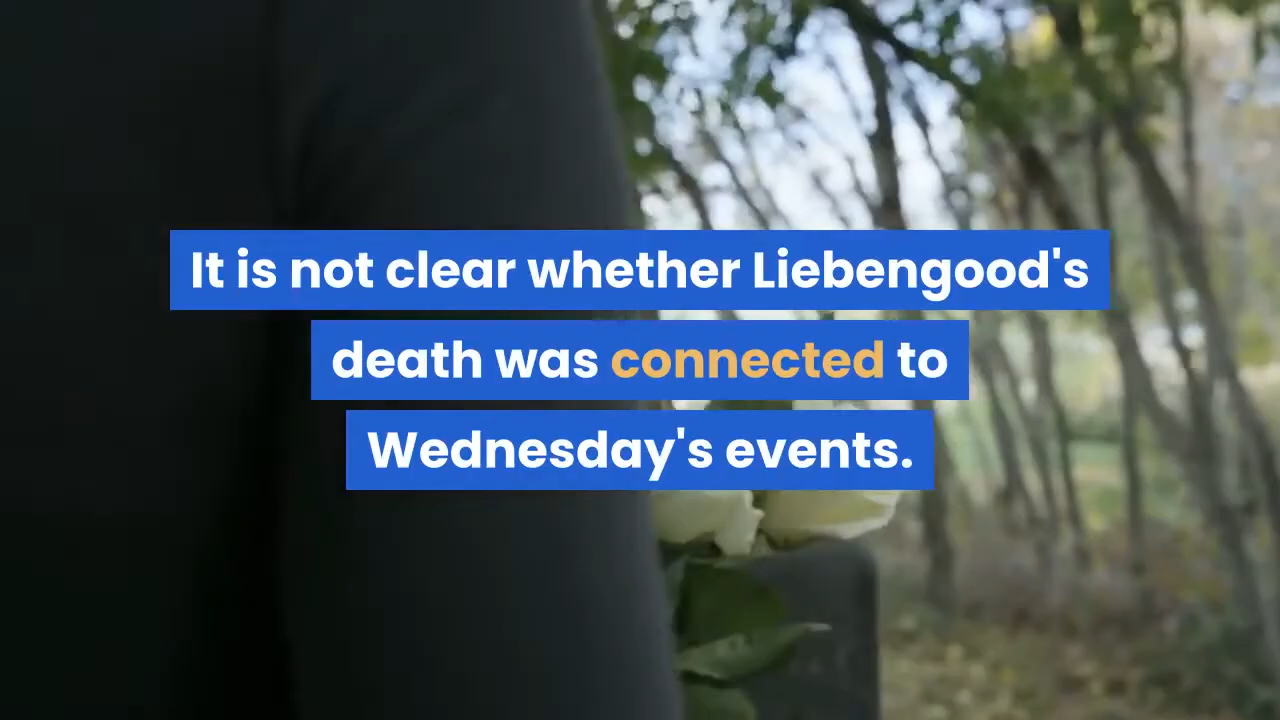 It is not clear whether Liebengood's
death was connected to
Wednesday's events.